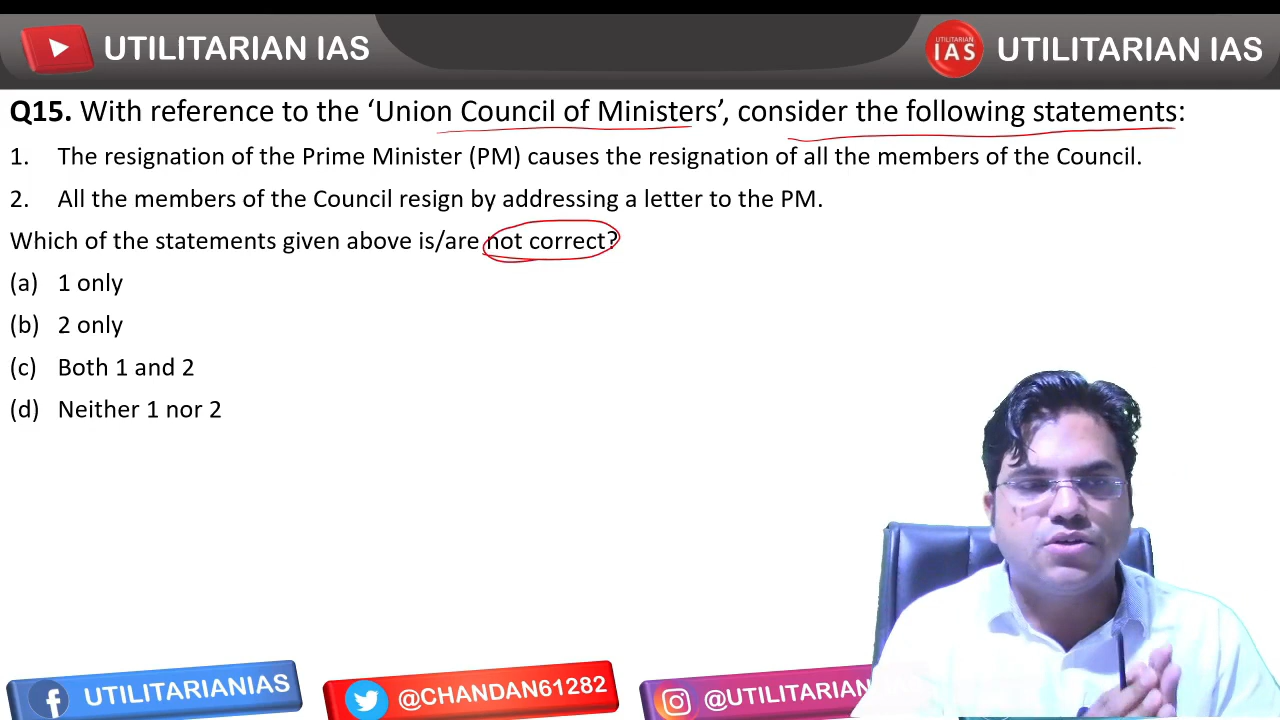 UTILITARIAN IAS
UTILITARIAN IAS
UTILITARIAN IAS
Q15. With reference to the ‘Union Council of Ministers’, consider the following statements:
1. The resignation of the Prime Minister (PM) causes the resignation of all the members of the Council.
2. All the members of the Council resign by addressing a letter to the PM.
Which of the statements given above is/are not correct?
(a) 1 only
(b) 2 only
(c) Both 1 and 2
(d) Neither 1 nor 2
UTILITARIANIAS
@CHANDAN61282
@UTILITARIAN